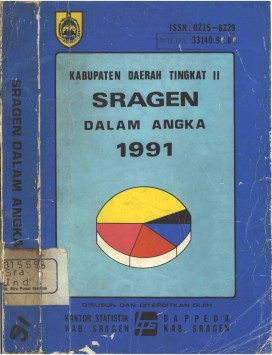 ISSN. 0215-6229
KABUPATEN DAERAH TINGKAT II
SRAGEN
DALAM ANGKA
1991
DISUSUN DAN DITERBITKAN OLEH
KANTOR STATISTIK
KAB. SRAGEN
BAPPEDA
KAB. SRAGEN
SRAGEN DALAM ANGKA